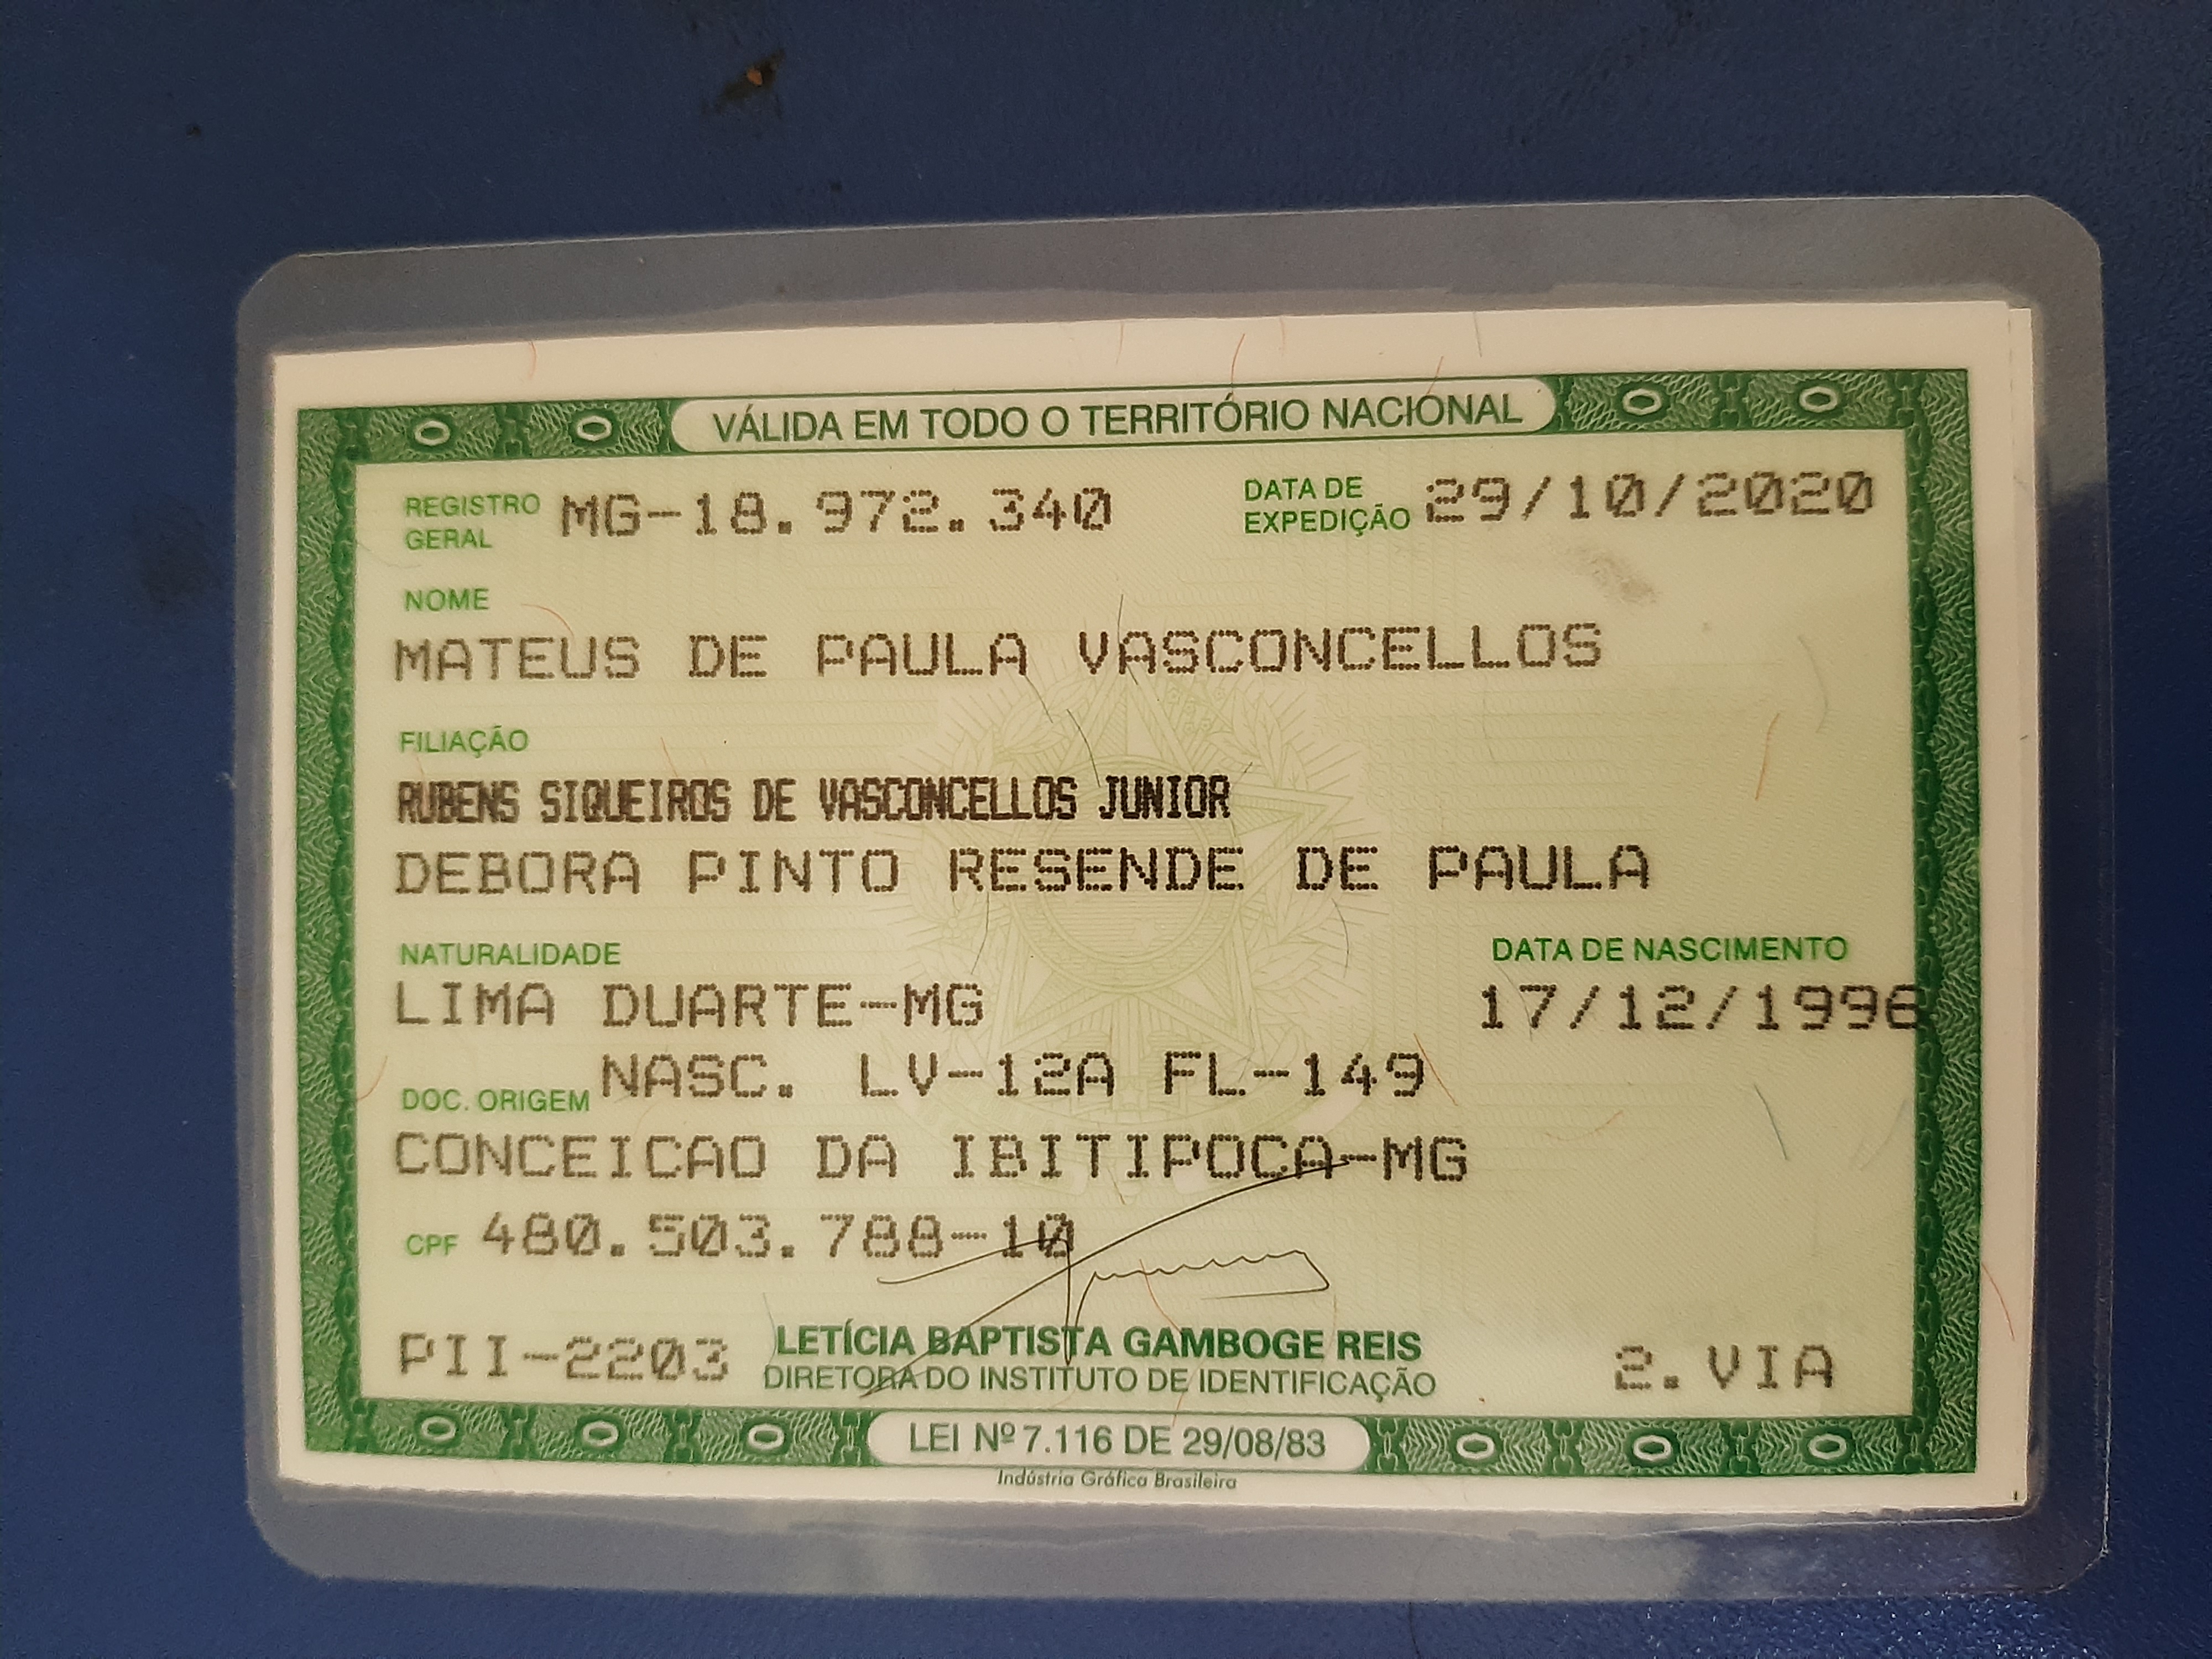 VÁLIDA EM TODO O TERRITÓRIO NACIONAL
REGISTRO GERAL MG-18.972.340 DATA DE EXPEDIÇÃO 29/10/2020
NOME
MATEUS DE PAULA VASCONCELLOS
FILIAÇÃO
RUBENS SIQUEIROS DE VASCONCELLOS JUNIOR
DEBORA PINTO RESENDE DE PAULA
NATURALIDADE DATA DE NASCIMENTO
LIMA DUARTE-MG 17/12/1996
DOC. ORIGEM NASC. LV-12A FL-149
CONCEICAO DA IBITIPOCA-MG
CPF 480.503.788-10
PII-2203 LETÍCIA BAPTISTA GAMBOGE REIS 2.VIA
DIRETORA DO INSTITUTO DE IDENTIFICAÇÃO
LEI Nº 7.116 DE 29/08/83
Indústria Gráfica Brasileira